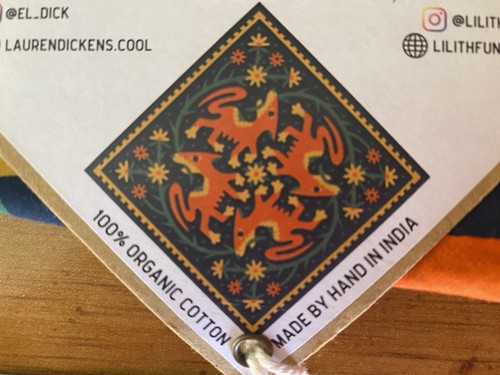 @EL_DICK
LAURENDICKENS.COOL
@LILITH
LILITHFUN
100% ORGANIC COTTON
MADE BY HAND IN INDIA